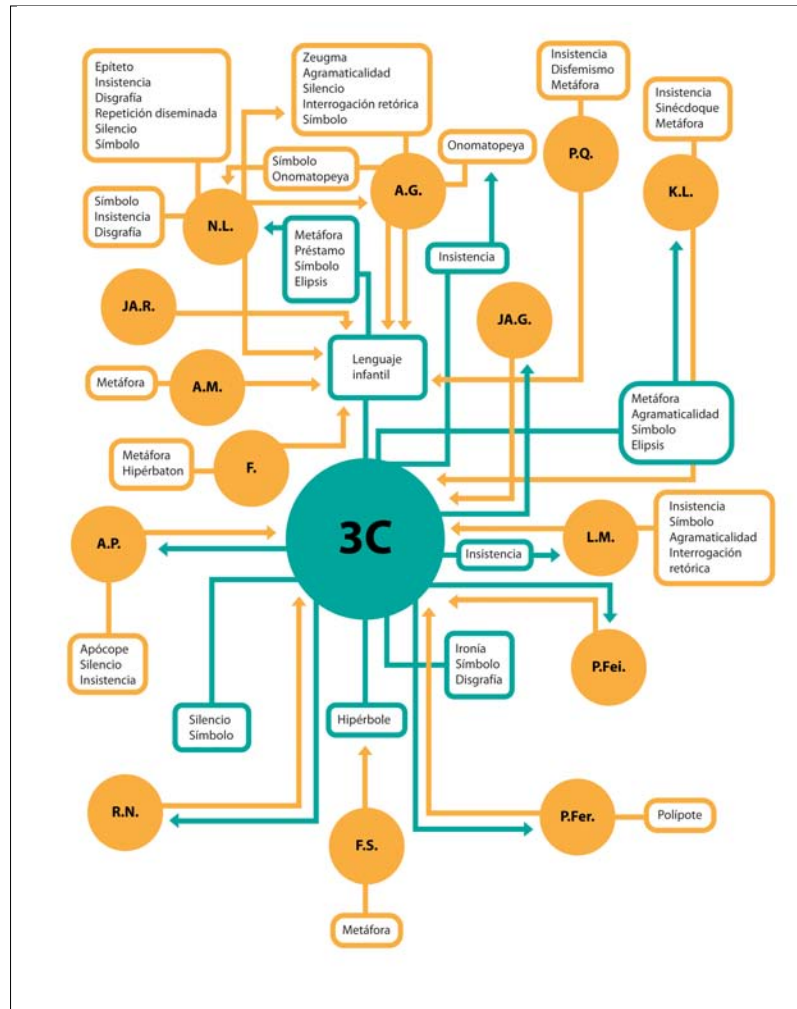 Epíteto
Insistencia
Disgrafía
Repetición diseminada
Silencio
Símbolo
Zeugma
Agramaticalidad
Silencio
Interrogación retórica
Símbolo
Insistencia
Disfemismo
Metáfora
Insistencia
Sinécdoque
Metáfora
Onomatopeya
P.Q.
Símbolo
Onomatopeya
A.G.
K.L.
Símbolo
Insistencia
Disgrafía
N.L.
Metáfora
Préstamo
Símbolo
Elipsis
Insistencia
JA.R.
JA.G.
Lenguaje
infantil
Metáfora
A.M.
Metáfora
Agramaticalidad
Símbolo
Elipsis
Metáfora
Hipérbaton
F.
3C
A.P.
Insistencia
L.M.
Insistencia
Símbolo
Agramaticalidad
Interrogación
retórica
Apócope
Silencio
Insistencia
Ironía
Símbolo
Disgrafía
P.Fei.
Silencio
Símbolo
Hipérbole
R.N.
F.S.
P.Fer.
Polípote
Metáfora